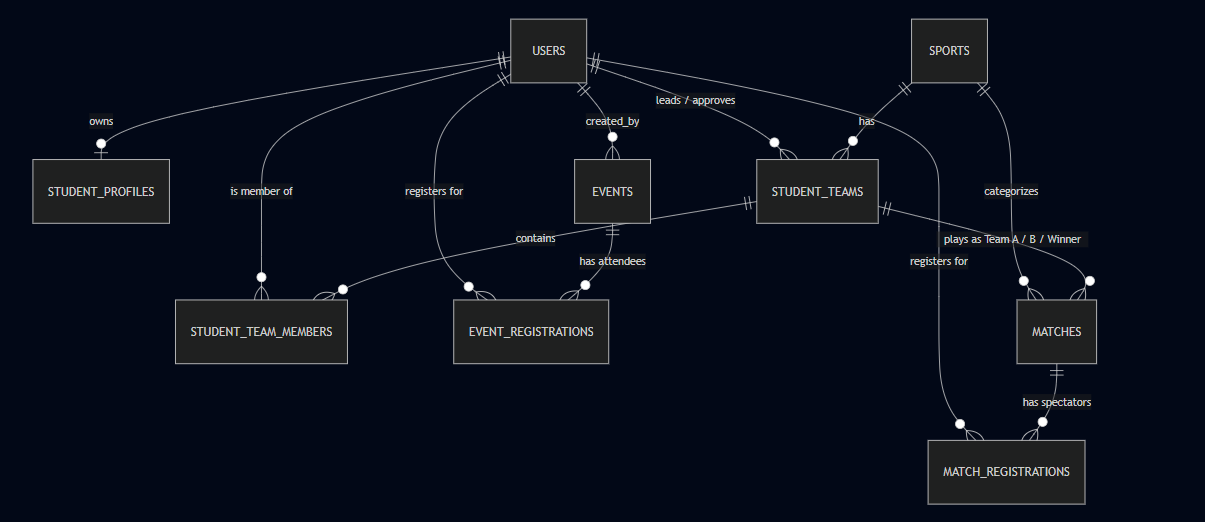 USERS
SPORTS
leads / approves
owns
created_by
has
STUDENT_PROFILES
is member of
registers for
EVENTS
STUDENT_TEAMS
categorizes
contains
plays as Team A / B / Winner
has attendees
registers for
STUDENT_TEAM_MEMBERS
EVENT_REGISTRATIONS
MATCHES
has spectators
MATCH_REGISTRATIONS